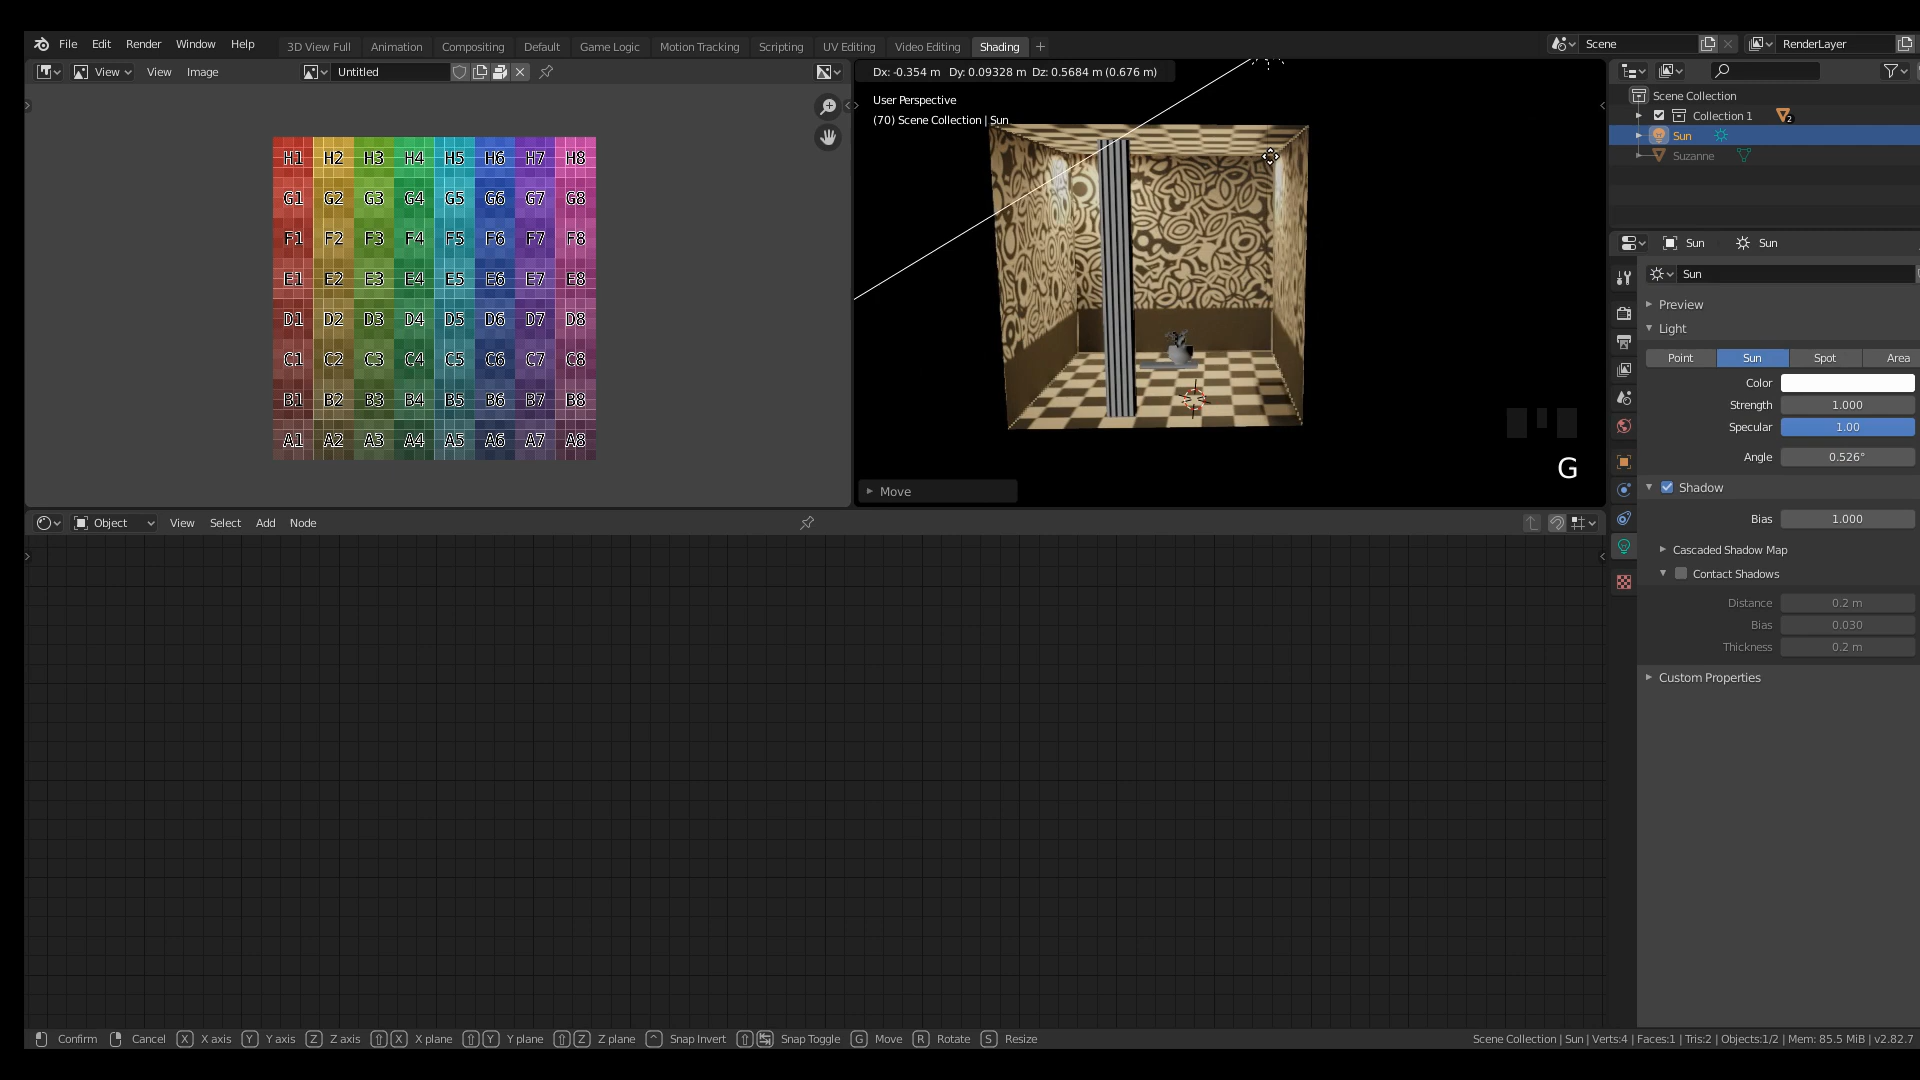 File Edit Render Window Help 3D View Full Animation Compositing Default Game Logic Motion Tracking Scripting UV Editing Video Editing Shading + Scene RenderLayer
View View Image Untitled
Dx: -0.354 m Dy: 0.09328 m Dz: 0.5684 m (0.676 m)
User Perspective
(70) Scene Collection | Sun
H1 H2 H3 H4 H5 H6 H7 H8
G1 G2 G3 G4 G5 G6 G7 G8
F1 F2 F3 F4 F5 F6 F7 F8
E1 E2 E3 E4 E5 E6 E7 E8
D1 D2 D3 D4 D5 D6 D7 D8
C1 C2 C3 C4 C5 C6 C7 C8
B1 B2 B3 B4 B5 B6 B7 B8
A1 A2 A3 A4 A5 A6 A7 A8
G
Move
Scene Collection
Collection 1 2
Sun
Suzanne
Sun Sun
Sun
Preview
Light
Point Sun Spot Area
Color
Strength 1.000
Specular 1.00
Angle 0.526°
Shadow
Bias 1.000
Cascaded Shadow Map
Contact Shadows
Distance 0.2 m
Bias 0.030
Thickness 0.2 m
Custom Properties
Object View Select Add Node
Confirm Cancel X X axis Y Y axis Z Z axis X X plane Y Y plane Z Z plane ^ Snap Invert Snap Toggle G Move R Rotate S Resize
Scene Collection | Sun | Verts:4 | Faces:1 | Tris:2 | Objects:1/2 | Mem: 85.5 MiB | v2.82.7